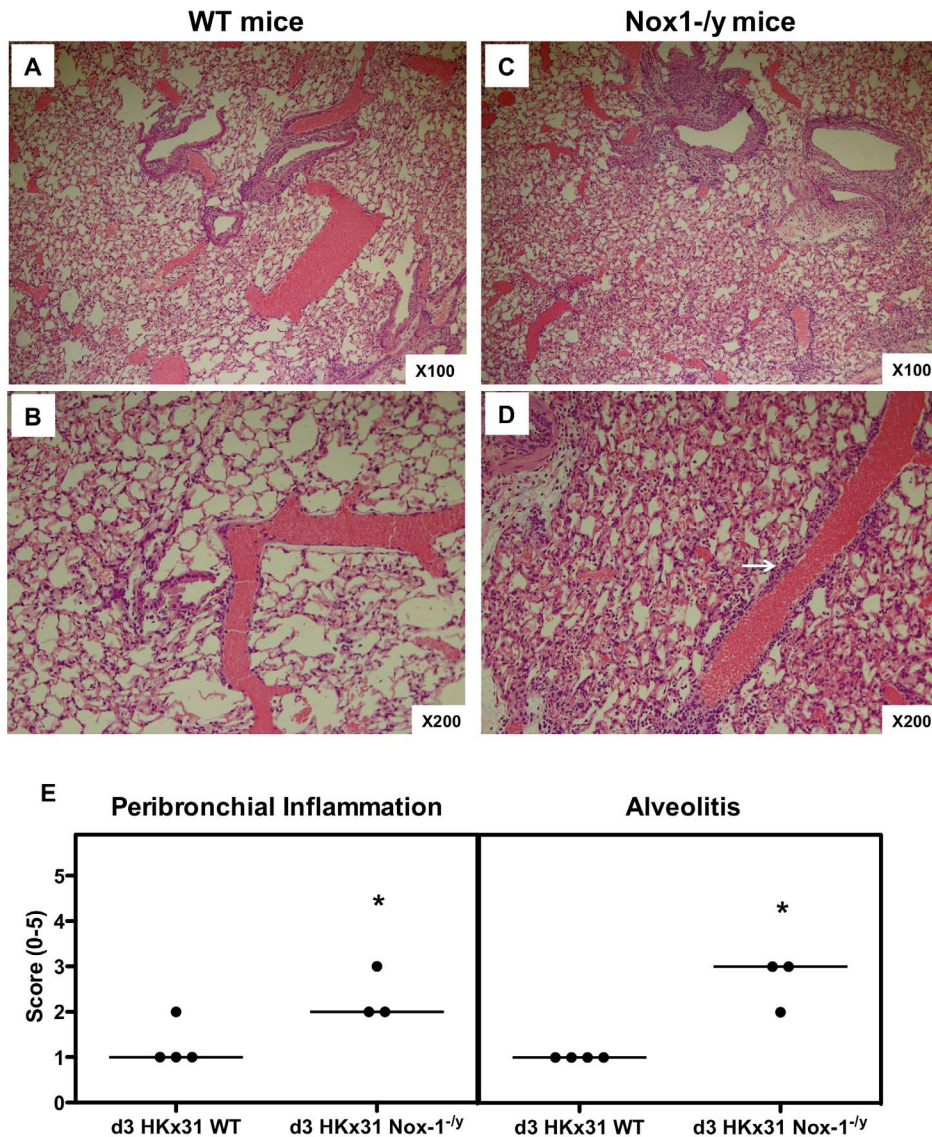 WT mice
Nox1-/y mice
A
C
X100
X100
B
D
X200
X200
E
Peribronchial Inflammation
Alveolitis
Score (0-5)
5
4
3
2
1
0
*
*
d3 HKx31 WT
d3 HKx31 Nox-1-/y
d3 HKx31 WT
d3 HKx31 Nox-1-/y